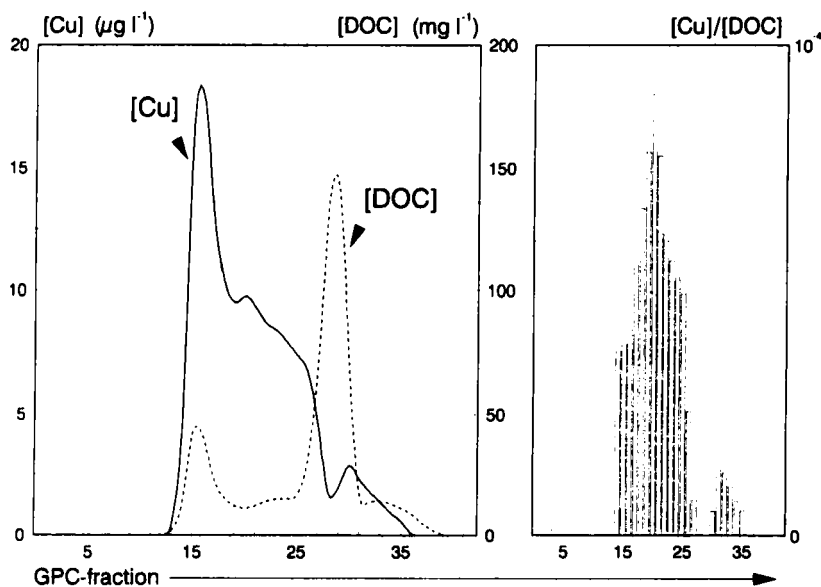 [Cu] (µg l⁻¹) [DOC] (mg l⁻¹) [Cu]/[DOC]
20 200 10⁻⁴
[Cu]
15 150
[DOC]
10 100
5 50
0 0 0
5 15 25 35 5 15 25 35
GPC-fraction